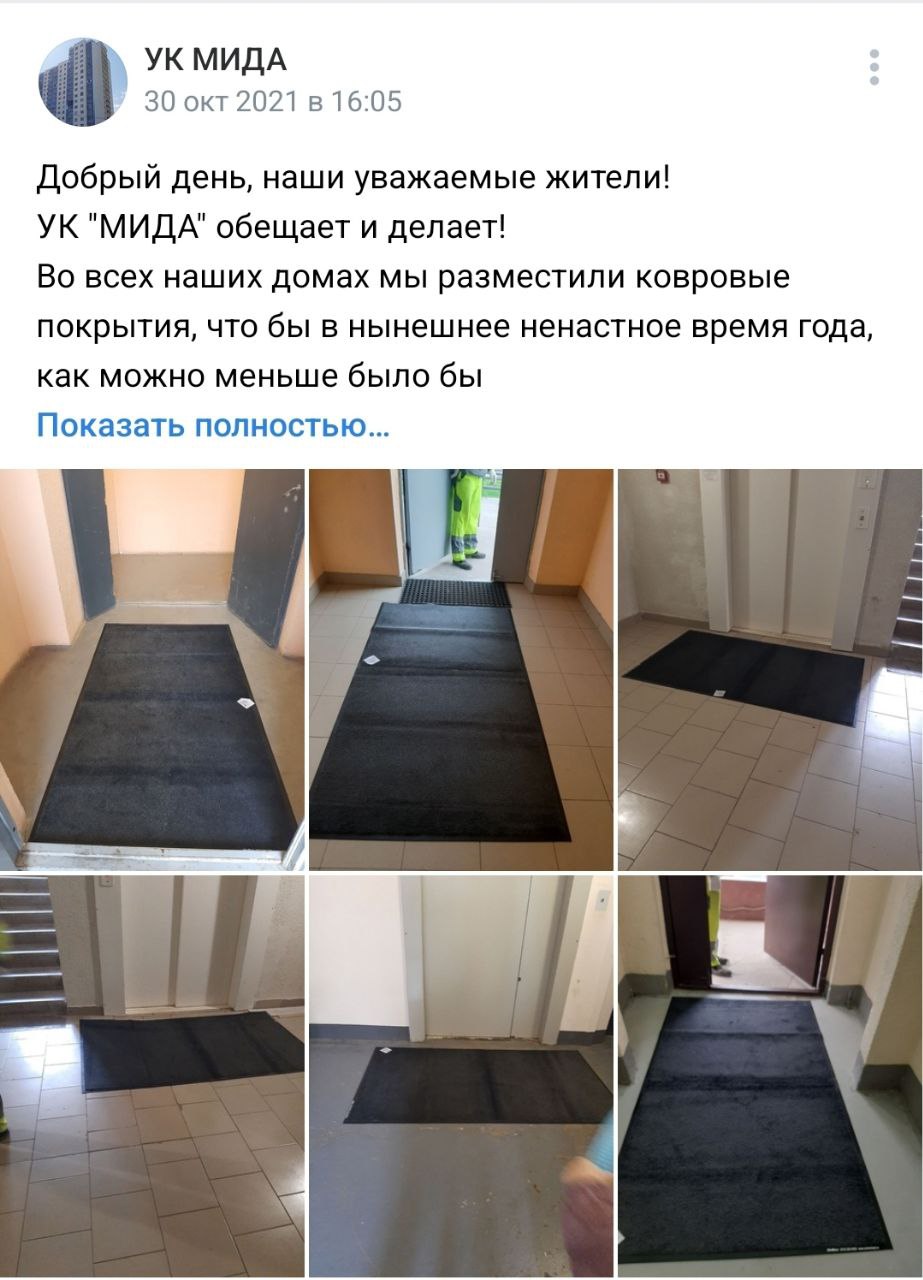 УК МИДА
30 окт 2021 в 16:05
Добрый день, наши уважаемые жители!
УК "МИДА" обещает и делает!
Во всех наших домах мы разместили ковровые
покрытия, что бы в нынешнее ненастное время года,
как можно меньше было бы
Показать полностью...